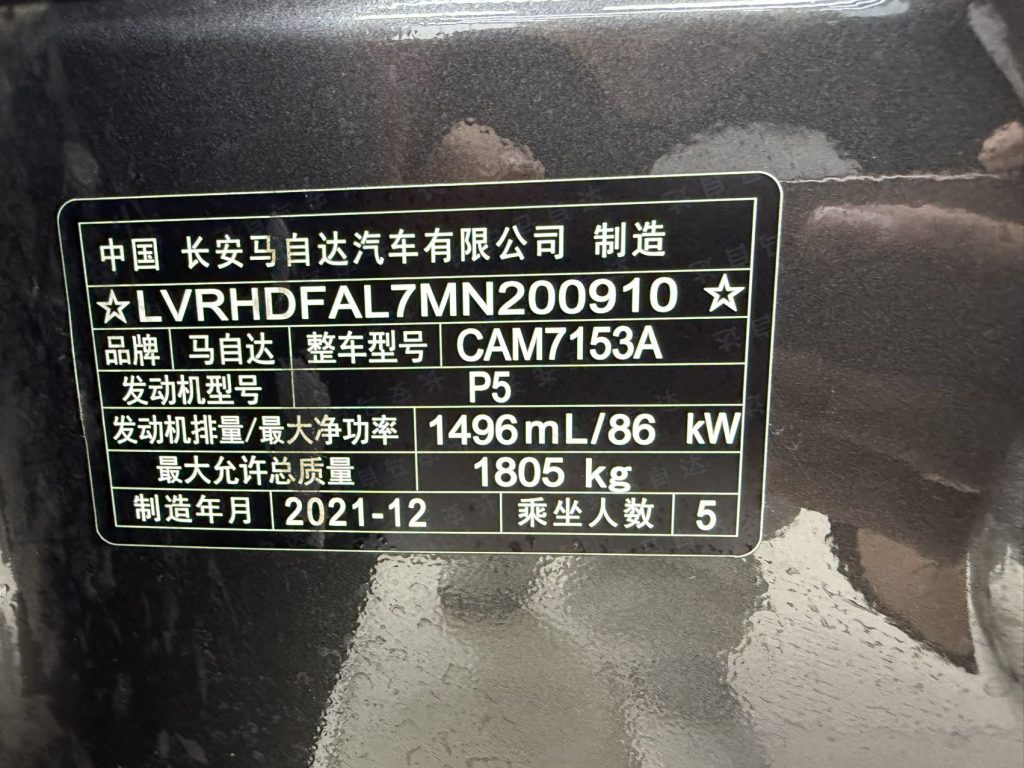 中国 长安马自达汽车有限公司 制造
☆LVRHDFAL7MN200910☆
品牌 马自达 整车型号 CAM7153A
发动机型号 P5
发动机排量/最大净功率 1496mL/86 kW
最大允许总质量 1805 kg
制造年月 2021-12 乘坐人数 5